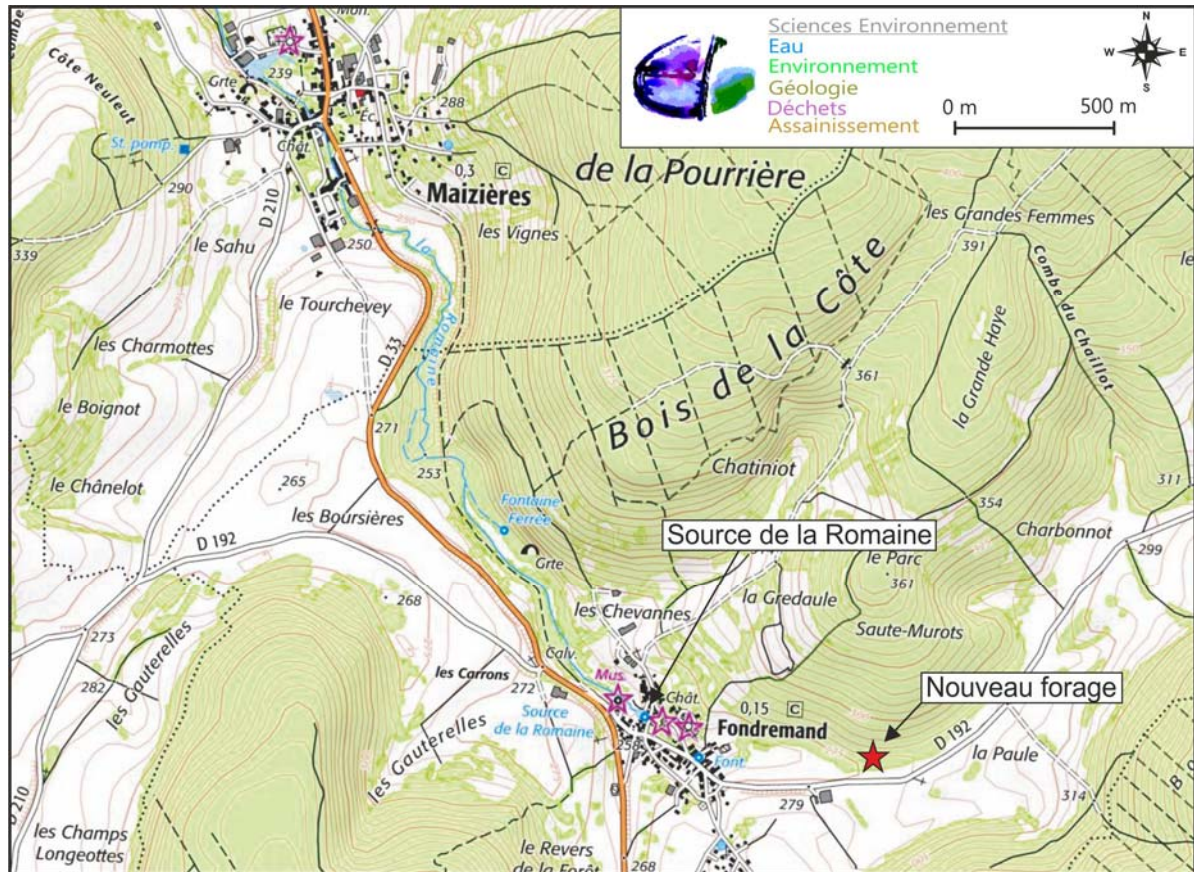 Combe
Côte Neuleut
Mon.
Grte
239
Éc.
288
St. pomp.
Chât.
0,3 C
Maizières
290
D 210
le Sahu
250
les Vignes
339
la Romaine
le Tourchevey
les Charmottes
D 33
le Boignot
271
253
265
le Chânelot
les Boursières
Fontaine
Ferrée
Grte
D 192
268
273
282
les Gauterelles
les Carrons
Calv.
272
Source
de la Romaine
les Gauterelles
D 210
les Champs
Longeottes
le Revers
de la Forêt
268
Sciences Environnement
Eau
Environnement
Géologie
Déchets
Assainissement
N
W
E
S
0 m
500 m
de la Pourrière
400
les Grandes Femmes
391
Combe du Chaillot
la Grande Haye
Bois de la Côte
361
Chatiniot
354
311
Charbonnot
299
Source de la Romaine
le Parc
361
les Chevannes
la Gredaule
Saute-Murots
Mus.
Chât.
0,15 C
Fondremand
258
Font.
Nouveau forage
300
D 192
la Paule
279
314